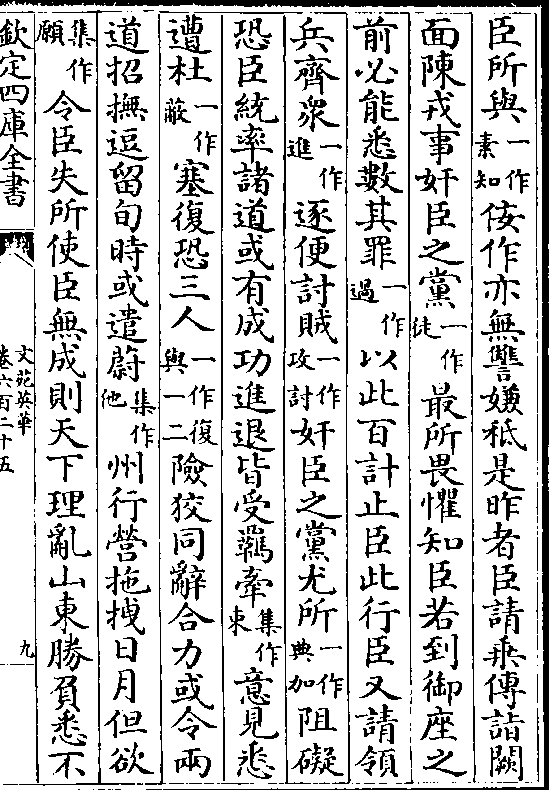 臣所與一作素知佞作亦無讐嫌秪是昨者臣請乗傳詣闕
面陳戎事奸臣之黨一作徒最所畏懼知臣若到御座之
前必能悉數其罪一作過以此百計止臣此行臣又請領
兵齊衆一作進逐便討賊一作攻討奸臣之黨尤所一作典加阻礙
恐臣統率諸道或有成功進退皆受羈牽集作束意見悉
遭杜一作蔽塞復恐三人一作復與一二險狡同辭合力或令兩
道招撫逗留旬時或遣蔚集作他州行營拖拽日月但欲
集作願令臣失所使臣無成則天下理亂山東勝負悉不
欽定四庫全書
文苑英華
卷六百二十五
九